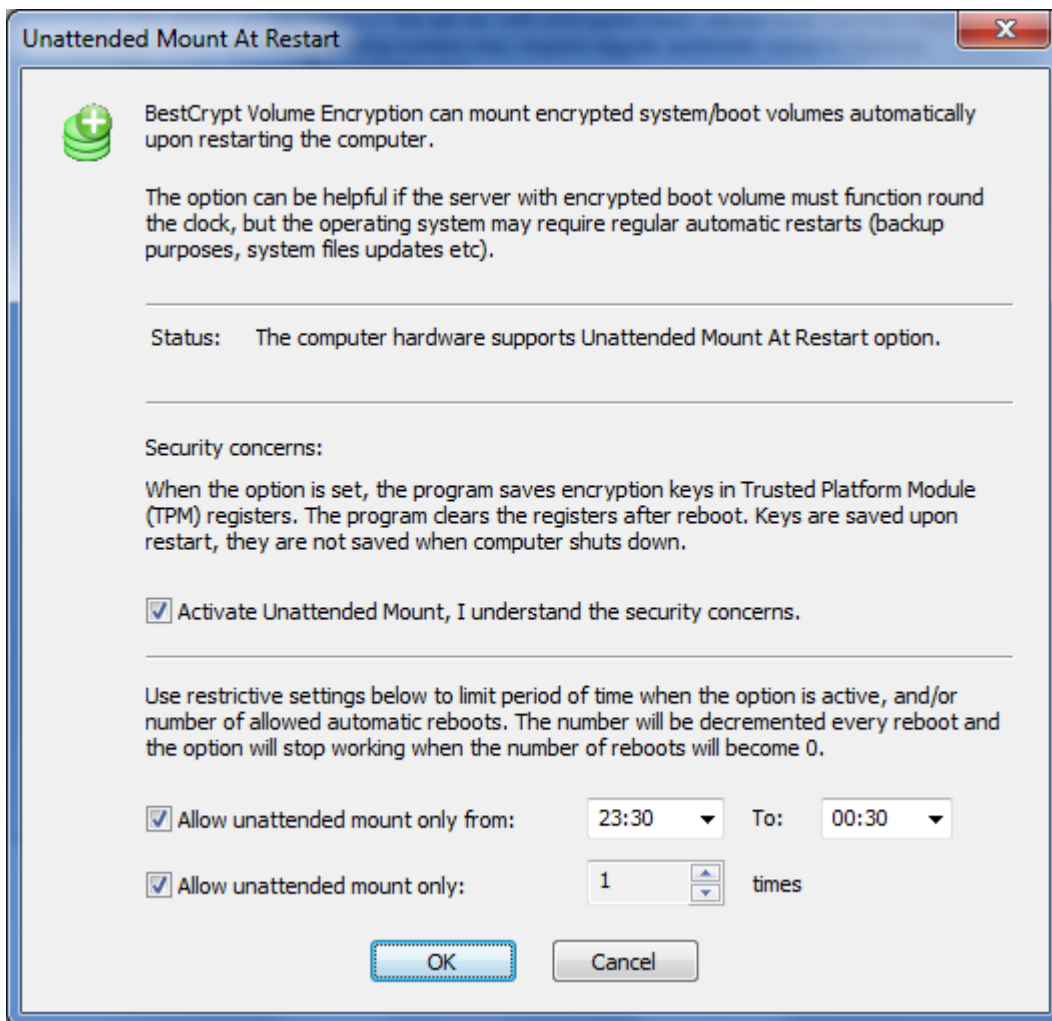 Unattended Mount At Restart
BestCrypt Volume Encryption can mount encrypted system/boot volumes automatically
upon restarting the computer.
The option can be helpful if the server with encrypted boot volume must function round
the clock, but the operating system may require regular automatic restarts (backup
purposes, system files updates etc).
Status: The computer hardware supports Unattended Mount At Restart option.
Security concerns:
When the option is set, the program saves encryption keys in Trusted Platform Module
(TPM) registers. The program clears the registers after reboot. Keys are saved upon
restart, they are not saved when computer shuts down.
Activate Unattended Mount, I understand the security concerns.
Use restrictive settings below to limit period of time when the option is active, and/or
number of allowed automatic reboots. The number will be decremented every reboot and
the option will stop working when the number of reboots will become 0.
Allow unattended mount only from: 23:30 To: 00:30
Allow unattended mount only: 1 times
OK Cancel